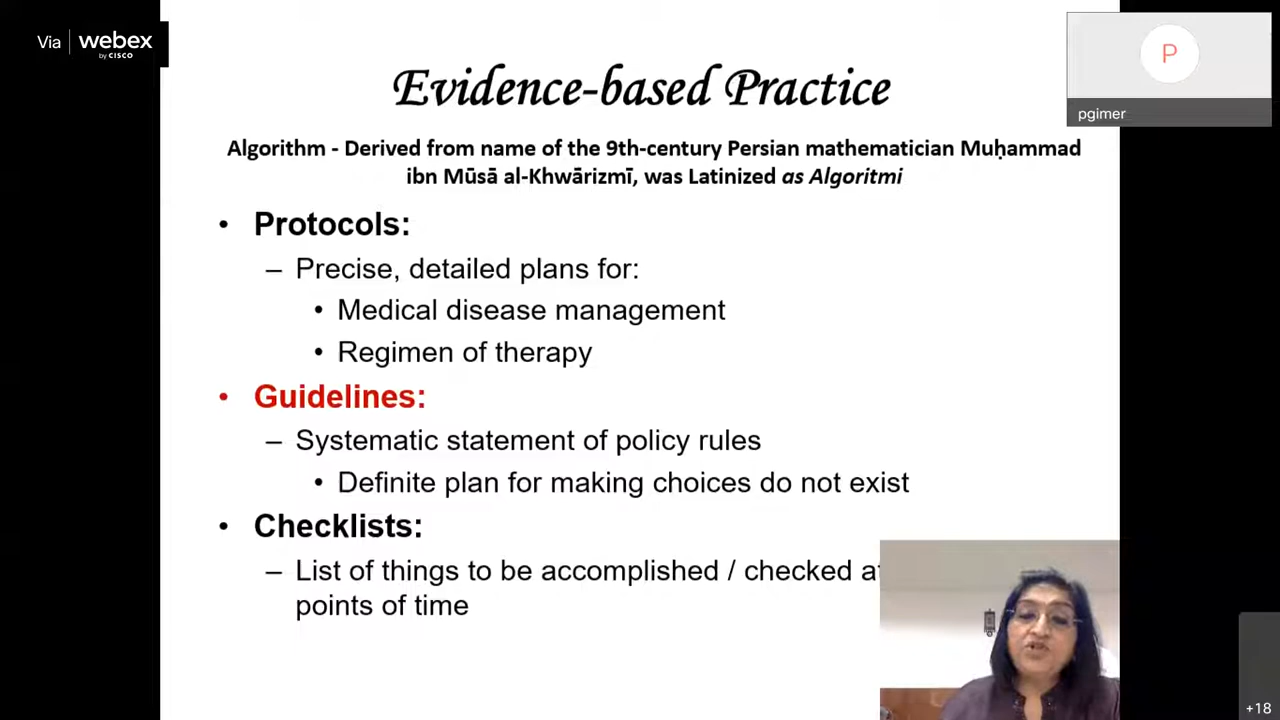 Via webex
by CISCO
P
pgimer
Evidence-based Practice
Algorithm - Derived from name of the 9th-century Persian mathematician Muḥammad
ibn Mūsā al-Khwārizmī, was Latinized as Algoritmi
• Protocols:
– Precise, detailed plans for:
• Medical disease management
• Regimen of therapy
• Guidelines:
– Systematic statement of policy rules
• Definite plan for making choices do not exist
• Checklists:
– List of things to be accomplished / checked
points of time
+18